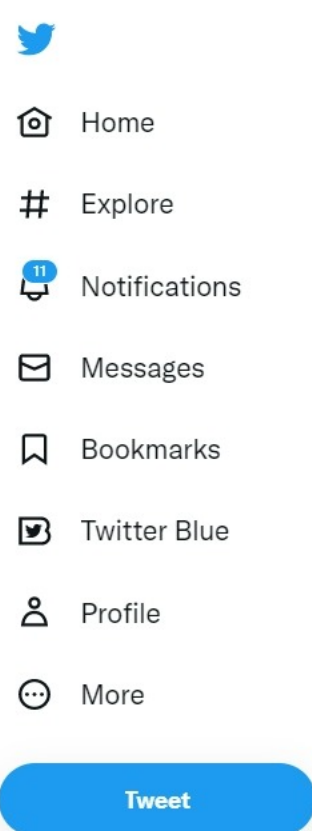 Home
Explore
11
Notifications
Messages
Bookmarks
Twitter Blue
Profile
More
Tweet